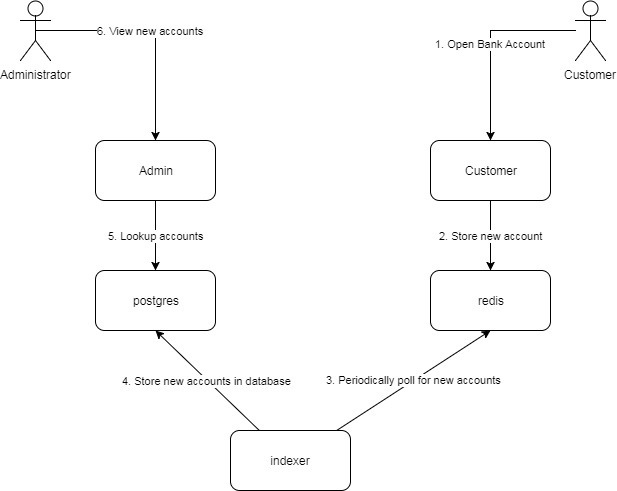 6. View new accounts
1. Open Bank Account
Administrator
Customer
Admin
Customer
5. Lookup accounts
2. Store new account
postgres
redis
4. Store new accounts in database
3. Periodically poll for new accounts
indexer